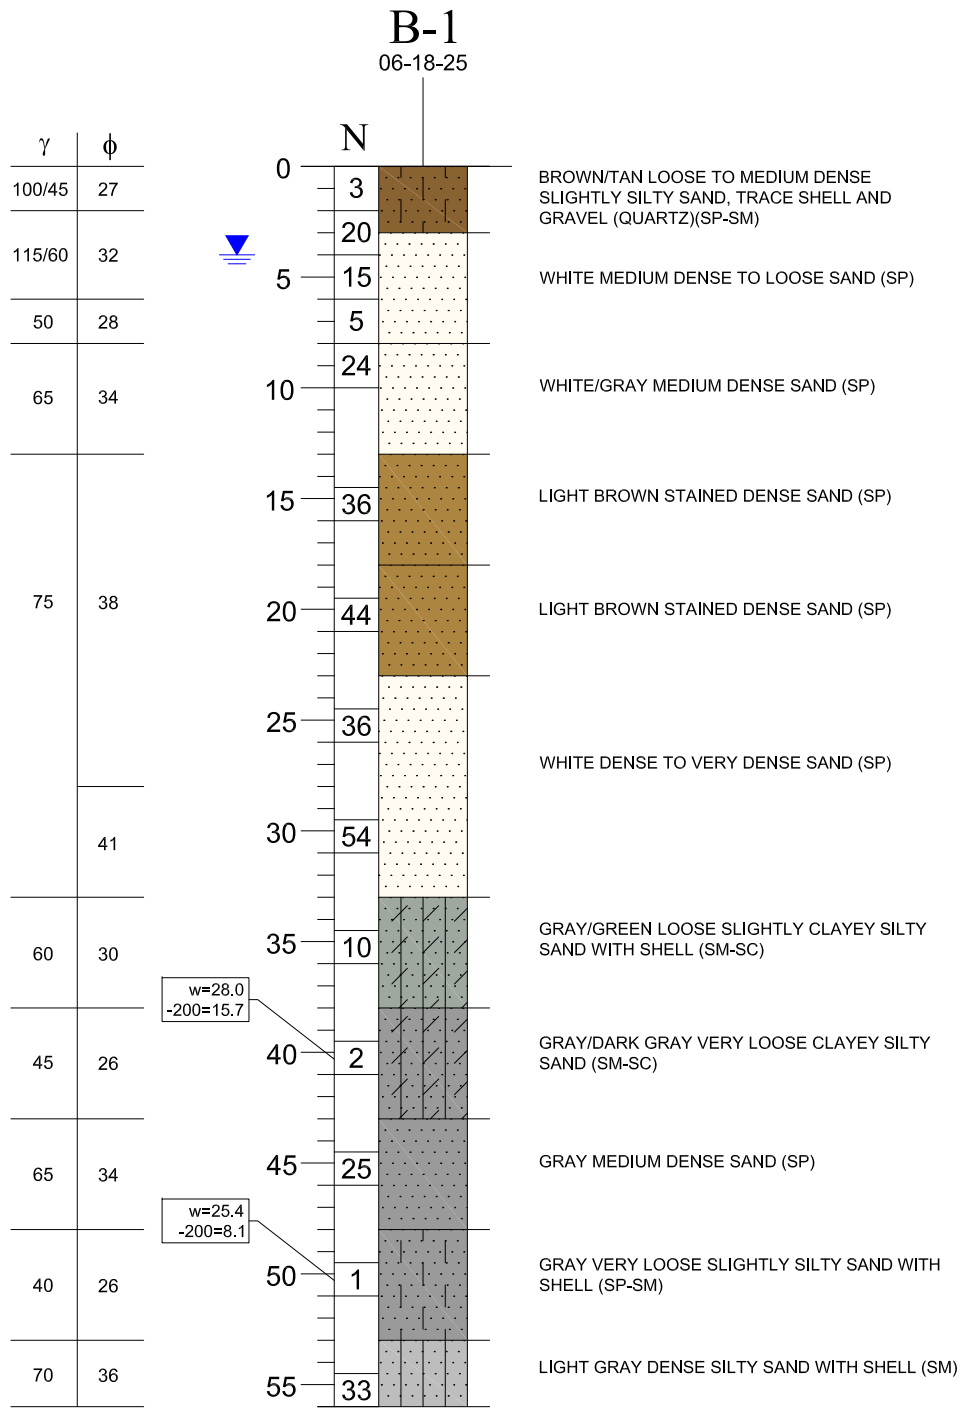 B-1
06-18-25
γ ϕ N
0
100/45 27 3 BROWN/TAN LOOSE TO MEDIUM DENSE
SLIGHTLY SILTY SAND, TRACE SHELL AND
GRAVEL (QUARTZ)(SP-SM)
20
115/60 32
5 15 WHITE MEDIUM DENSE TO LOOSE SAND (SP)
50 28 5
24
10 WHITE/GRAY MEDIUM DENSE SAND (SP)
65 34
15 36 LIGHT BROWN STAINED DENSE SAND (SP)
75 38
20 44 LIGHT BROWN STAINED DENSE SAND (SP)
25 36
WHITE DENSE TO VERY DENSE SAND (SP)
30 54
41
GRAY/GREEN LOOSE SLIGHTLY CLAYEY SILTY
60 30 35 10 SAND WITH SHELL (SM-SC)
w=28.0
-200=15.7
GRAY/DARK GRAY VERY LOOSE CLAYEY SILTY
45 26 40 2 SAND (SM-SC)
65 34 45 25 GRAY MEDIUM DENSE SAND (SP)
w=25.4
-200=8.1
GRAY VERY LOOSE SLIGHTLY SILTY SAND WITH
40 26 50 1 SHELL (SP-SM)
70 36 55 33 LIGHT GRAY DENSE SILTY SAND WITH SHELL (SM)